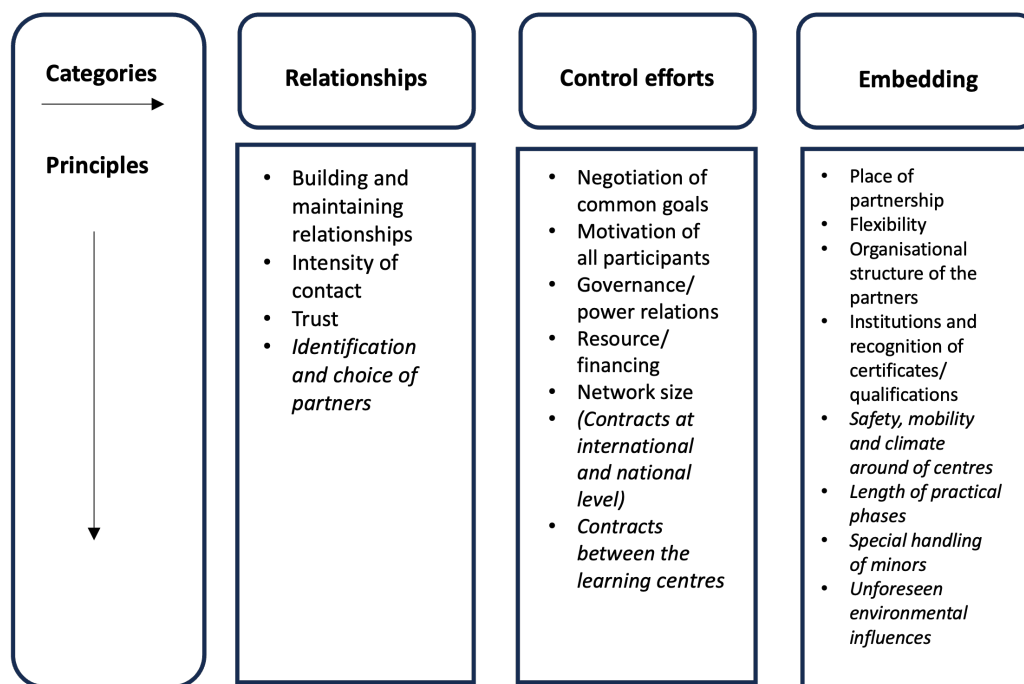 Categories
Principles
Relationships
• Building and
maintaining
relationships
• Intensity of
contact
• Trust
• Identification
and choice of
partners
Control efforts
• Negotiation of
common goals
• Motivation of
all participants
• Governance/
power relations
• Resource/
financing
• Network size
• (Contracts at
international
and national
level)
• Contracts
between the
learning centres
Embedding
• Place of
partnership
• Flexibility
• Organisational
structure of the
partners
• Institutions and
recognition of
certificates/
qualifications
• Safety, mobility
and climate
around of centres
• Length of practical
phases
• Special handling
of minors
• Unforeseen
environmental
influences